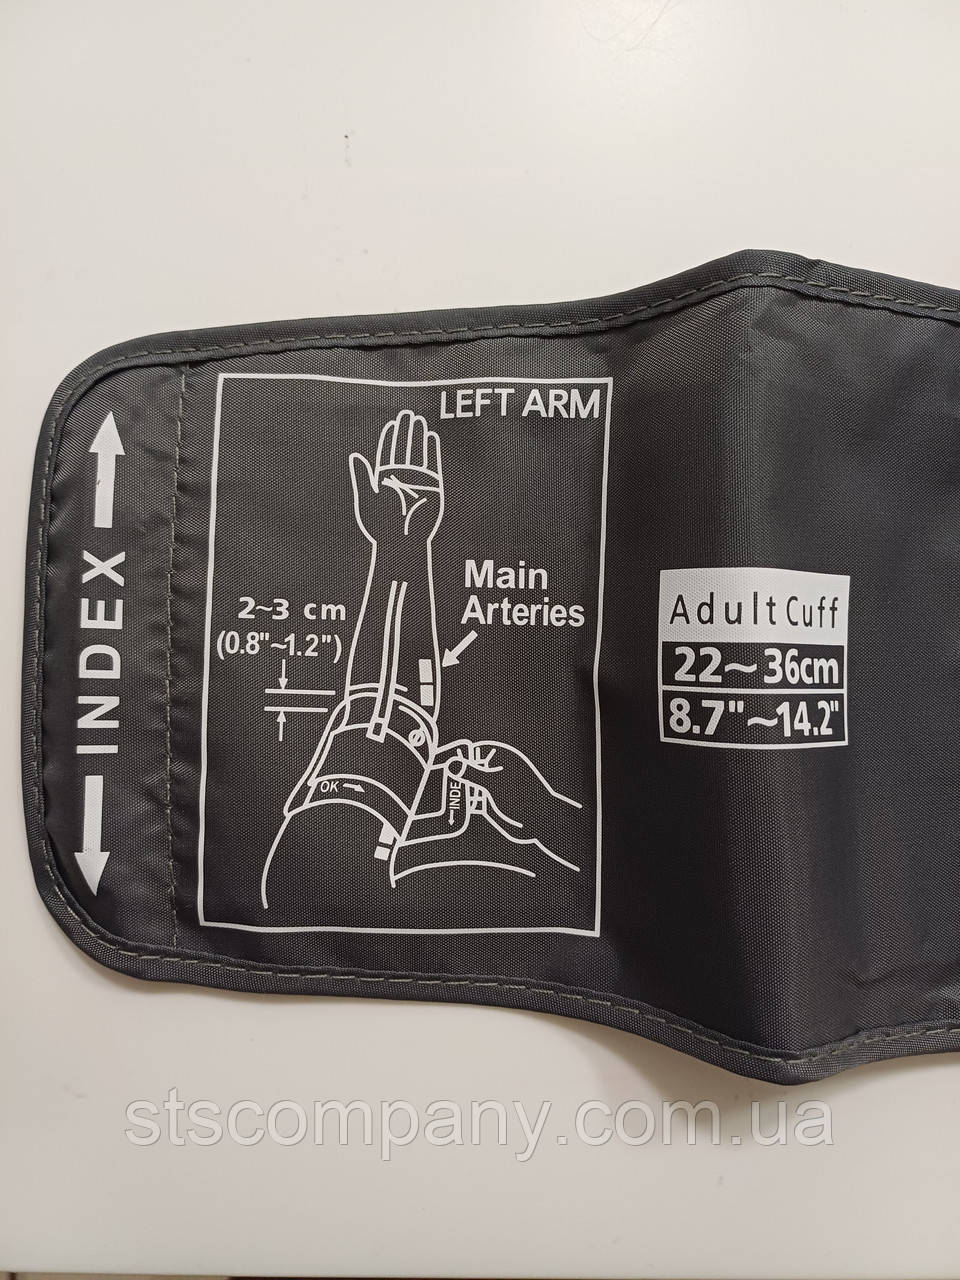 INDEX
LEFT ARM
Main
Arteries
2~3 cm
(0.8"~1.2")
OK
INDE
Adult Cuff
22~36cm
8.7"~14.2"
stscompany.com.ua